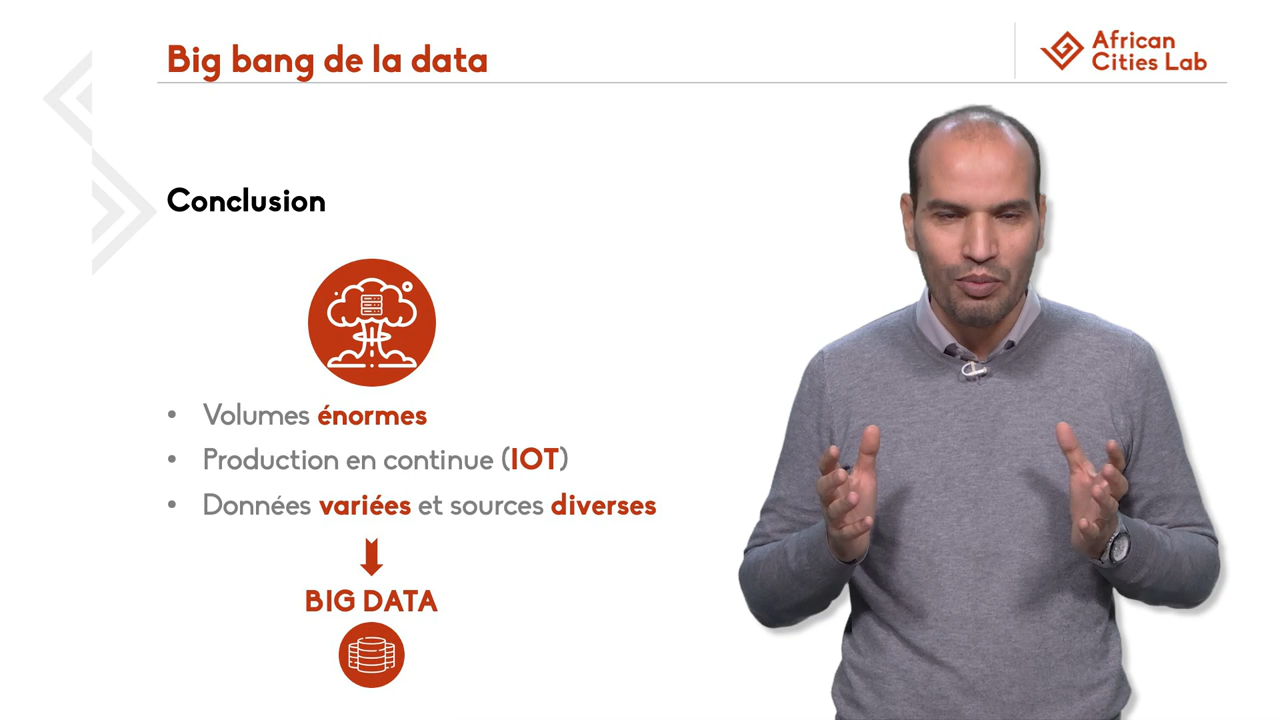 Big bang de la data
African
Cities Lab
Conclusion
• Volumes énormes
• Production en continue (IOT)
• Données variées et sources diverses
BIG DATA